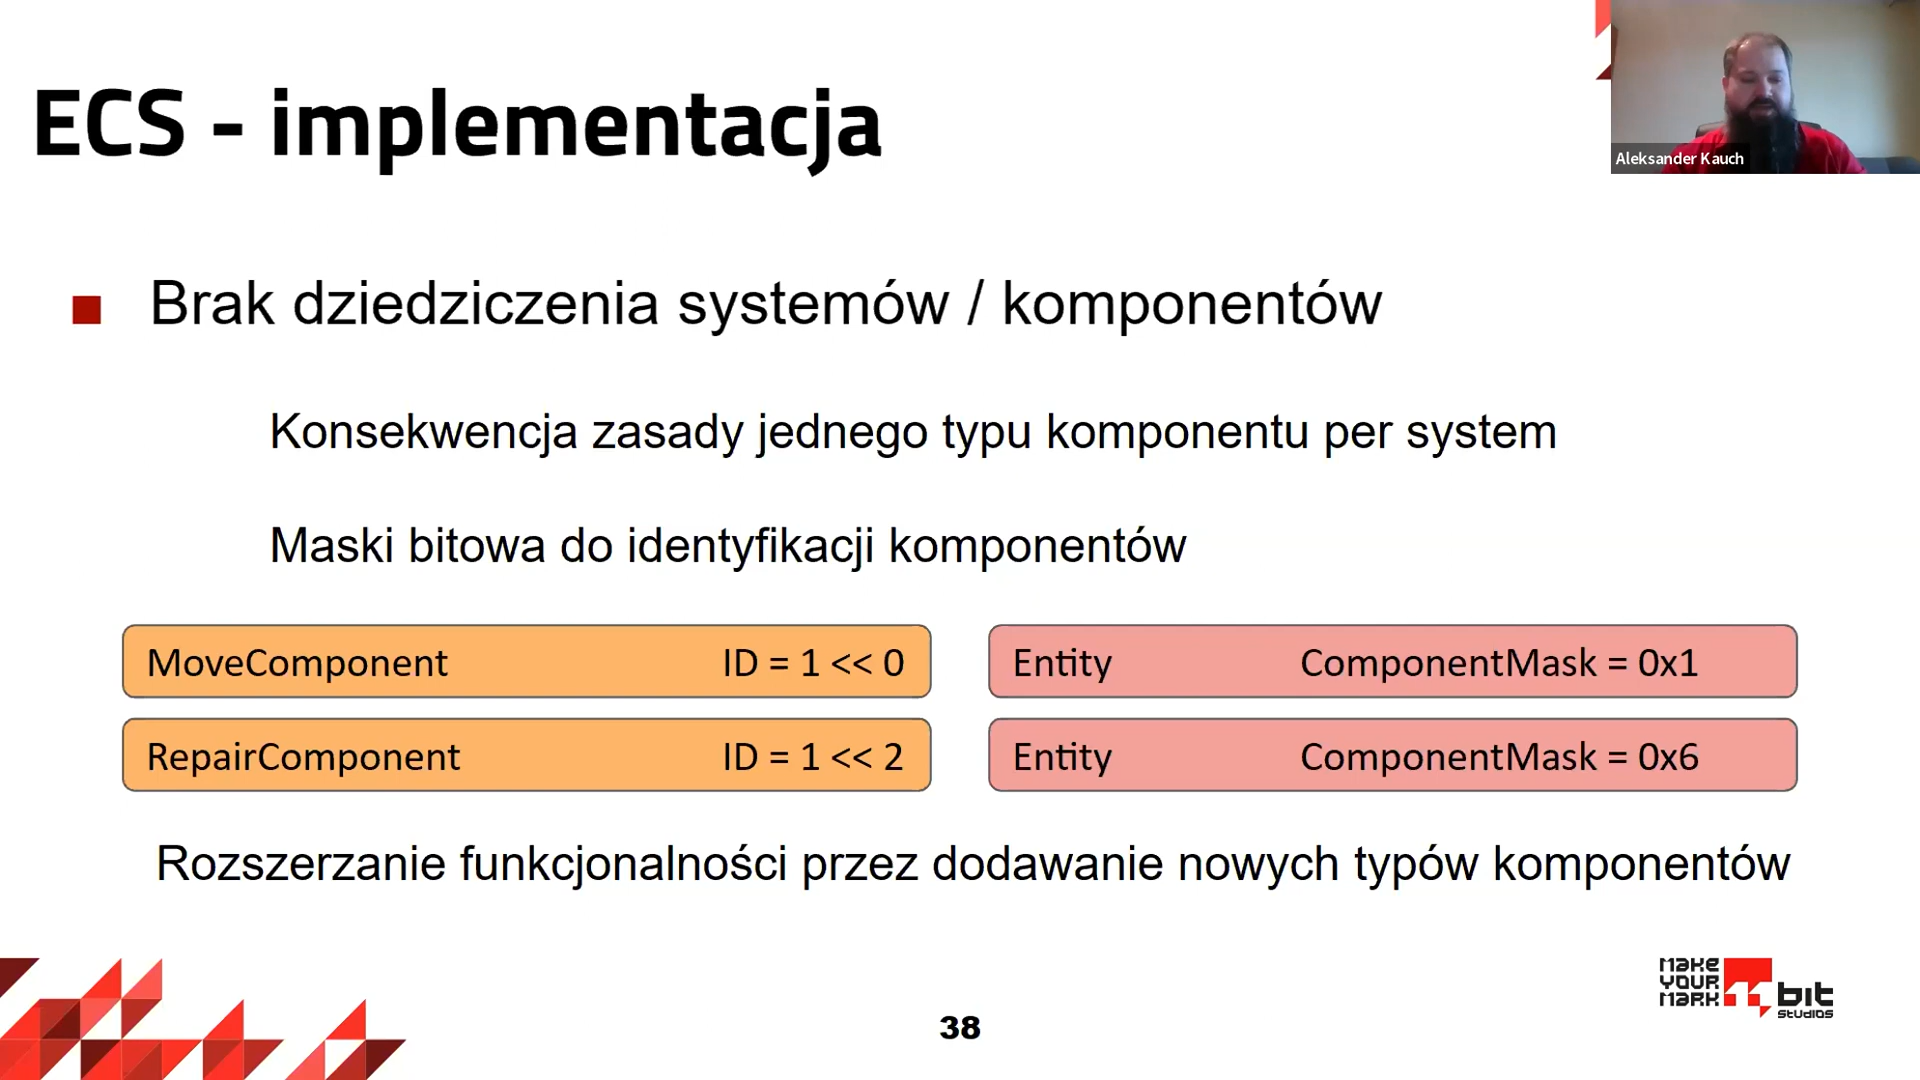 ECS - implementacja
Aleksander Kauch
Brak dziedziczenia systemów / komponentów
Konsekwencja zasady jednego typu komponentu per system
Maski bitowa do identyfikacji komponentów
MoveComponent ID = 1 << 0
Entity ComponentMask = 0x1
RepairComponent ID = 1 << 2
Entity ComponentMask = 0x6
Rozszerzanie funkcjonalności przez dodawanie nowych typów komponentów
MAKE
YOUR
MARK
11 bit
STUDIOS
38